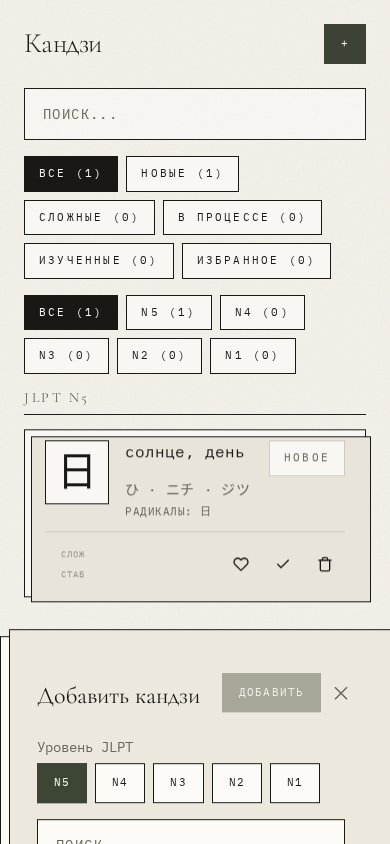 Кандзи
+
ПОИСК...
ВСЕ (1) НОВЫЕ (1)
СЛОЖНЫЕ (0) В ПРОЦЕССЕ (0)
ИЗУЧЕННЫЕ (0) ИЗБРАННОЕ (0)
ВСЕ (1) N5 (1) N4 (0)
N3 (0) N2 (0) N1 (0)
JLPT N5
日
солнце, день
НОВОЕ
ひ · ニチ · ジツ
РАДИКАЛЫ: 日
СЛОЖ
СТАБ
Добавить кандзи
ДОБАВИТЬ
Уровень JLPT
N5 N4 N3 N2 N1
ПОИСК...